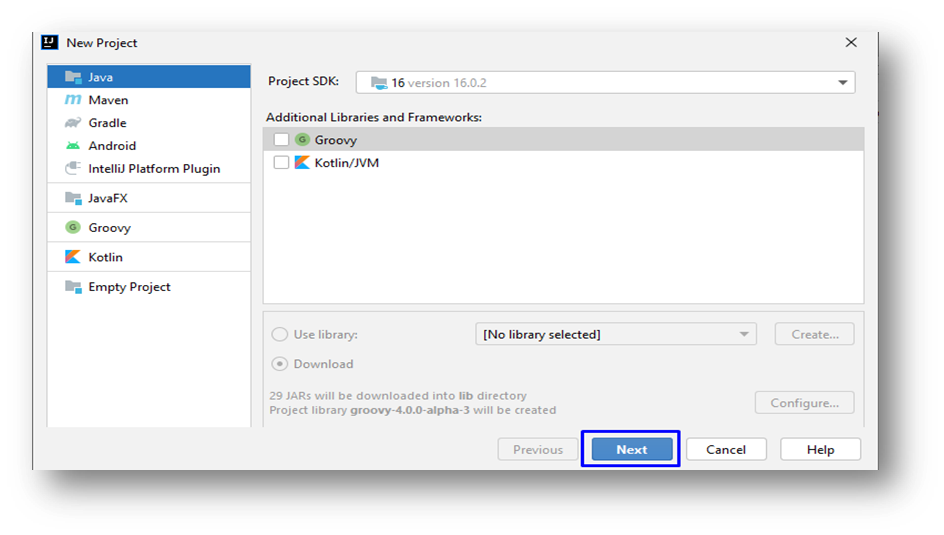 IJ New Project
Java
Maven
Gradle
Android
IntelliJ Platform Plugin
JavaFX
G Groovy
Kotlin
Empty Project
Project SDK: 16 version 16.0.2
Additional Libraries and Frameworks:
G Groovy
Kotlin/JVM
Use library: [No library selected] Create...
Download
29 JARs will be downloaded into lib directory
Project library groovy-4.0.0-alpha-3 will be created
Configure...
Previous Next Cancel Help